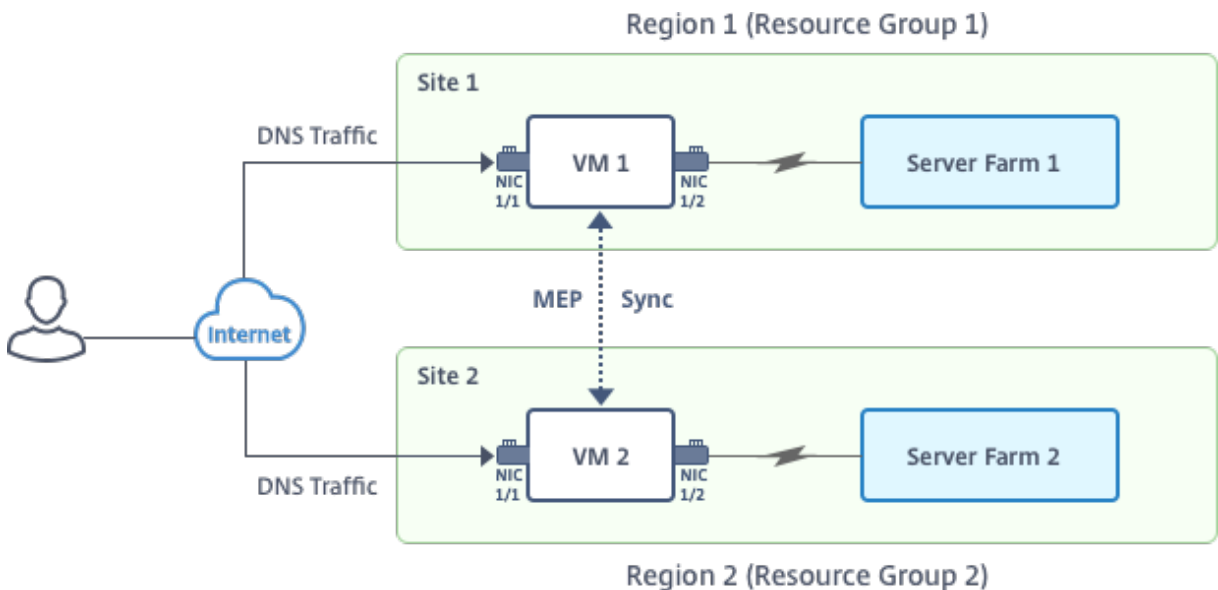 Region 1 (Resource Group 1)
Site 1
DNS Traffic
VM 1
NIC
1/1
NIC
1/2
Server Farm 1
MEP Sync
Internet
Site 2
VM 2
NIC
1/1
NIC
1/2
Server Farm 2
DNS Traffic
Region 2 (Resource Group 2)